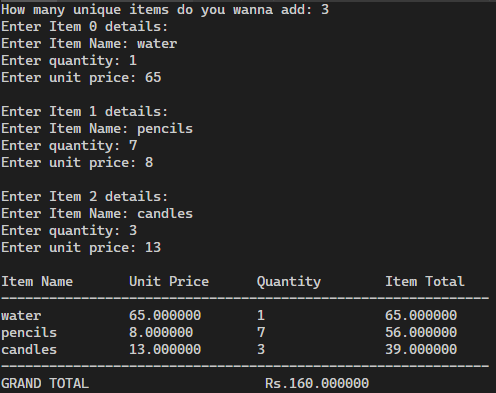 How many unique items do you wanna add: 3
Enter Item 0 details:
Enter Item Name: water
Enter quantity: 1
Enter unit price: 65

Enter Item 1 details:
Enter Item Name: pencils
Enter quantity: 7
Enter unit price: 8

Enter Item 2 details:
Enter Item Name: candles
Enter quantity: 3
Enter unit price: 13

Item Name       Unit Price      Quantity        Item Total
-------------------------------------------------------------
water           65.000000       1               65.000000
pencils         8.000000        7               56.000000
candles         13.000000       3               39.000000
-------------------------------------------------------------
GRAND TOTAL                      Rs.160.000000